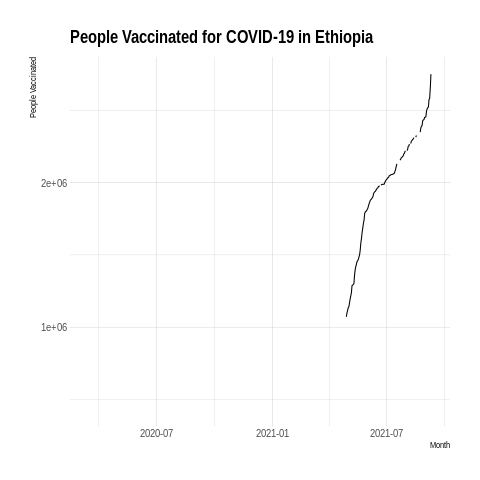 People Vaccinated for COVID-19 in Ethiopia
People Vaccinated
2e+06
1e+06
2020-07
2021-01
2021-07
Month